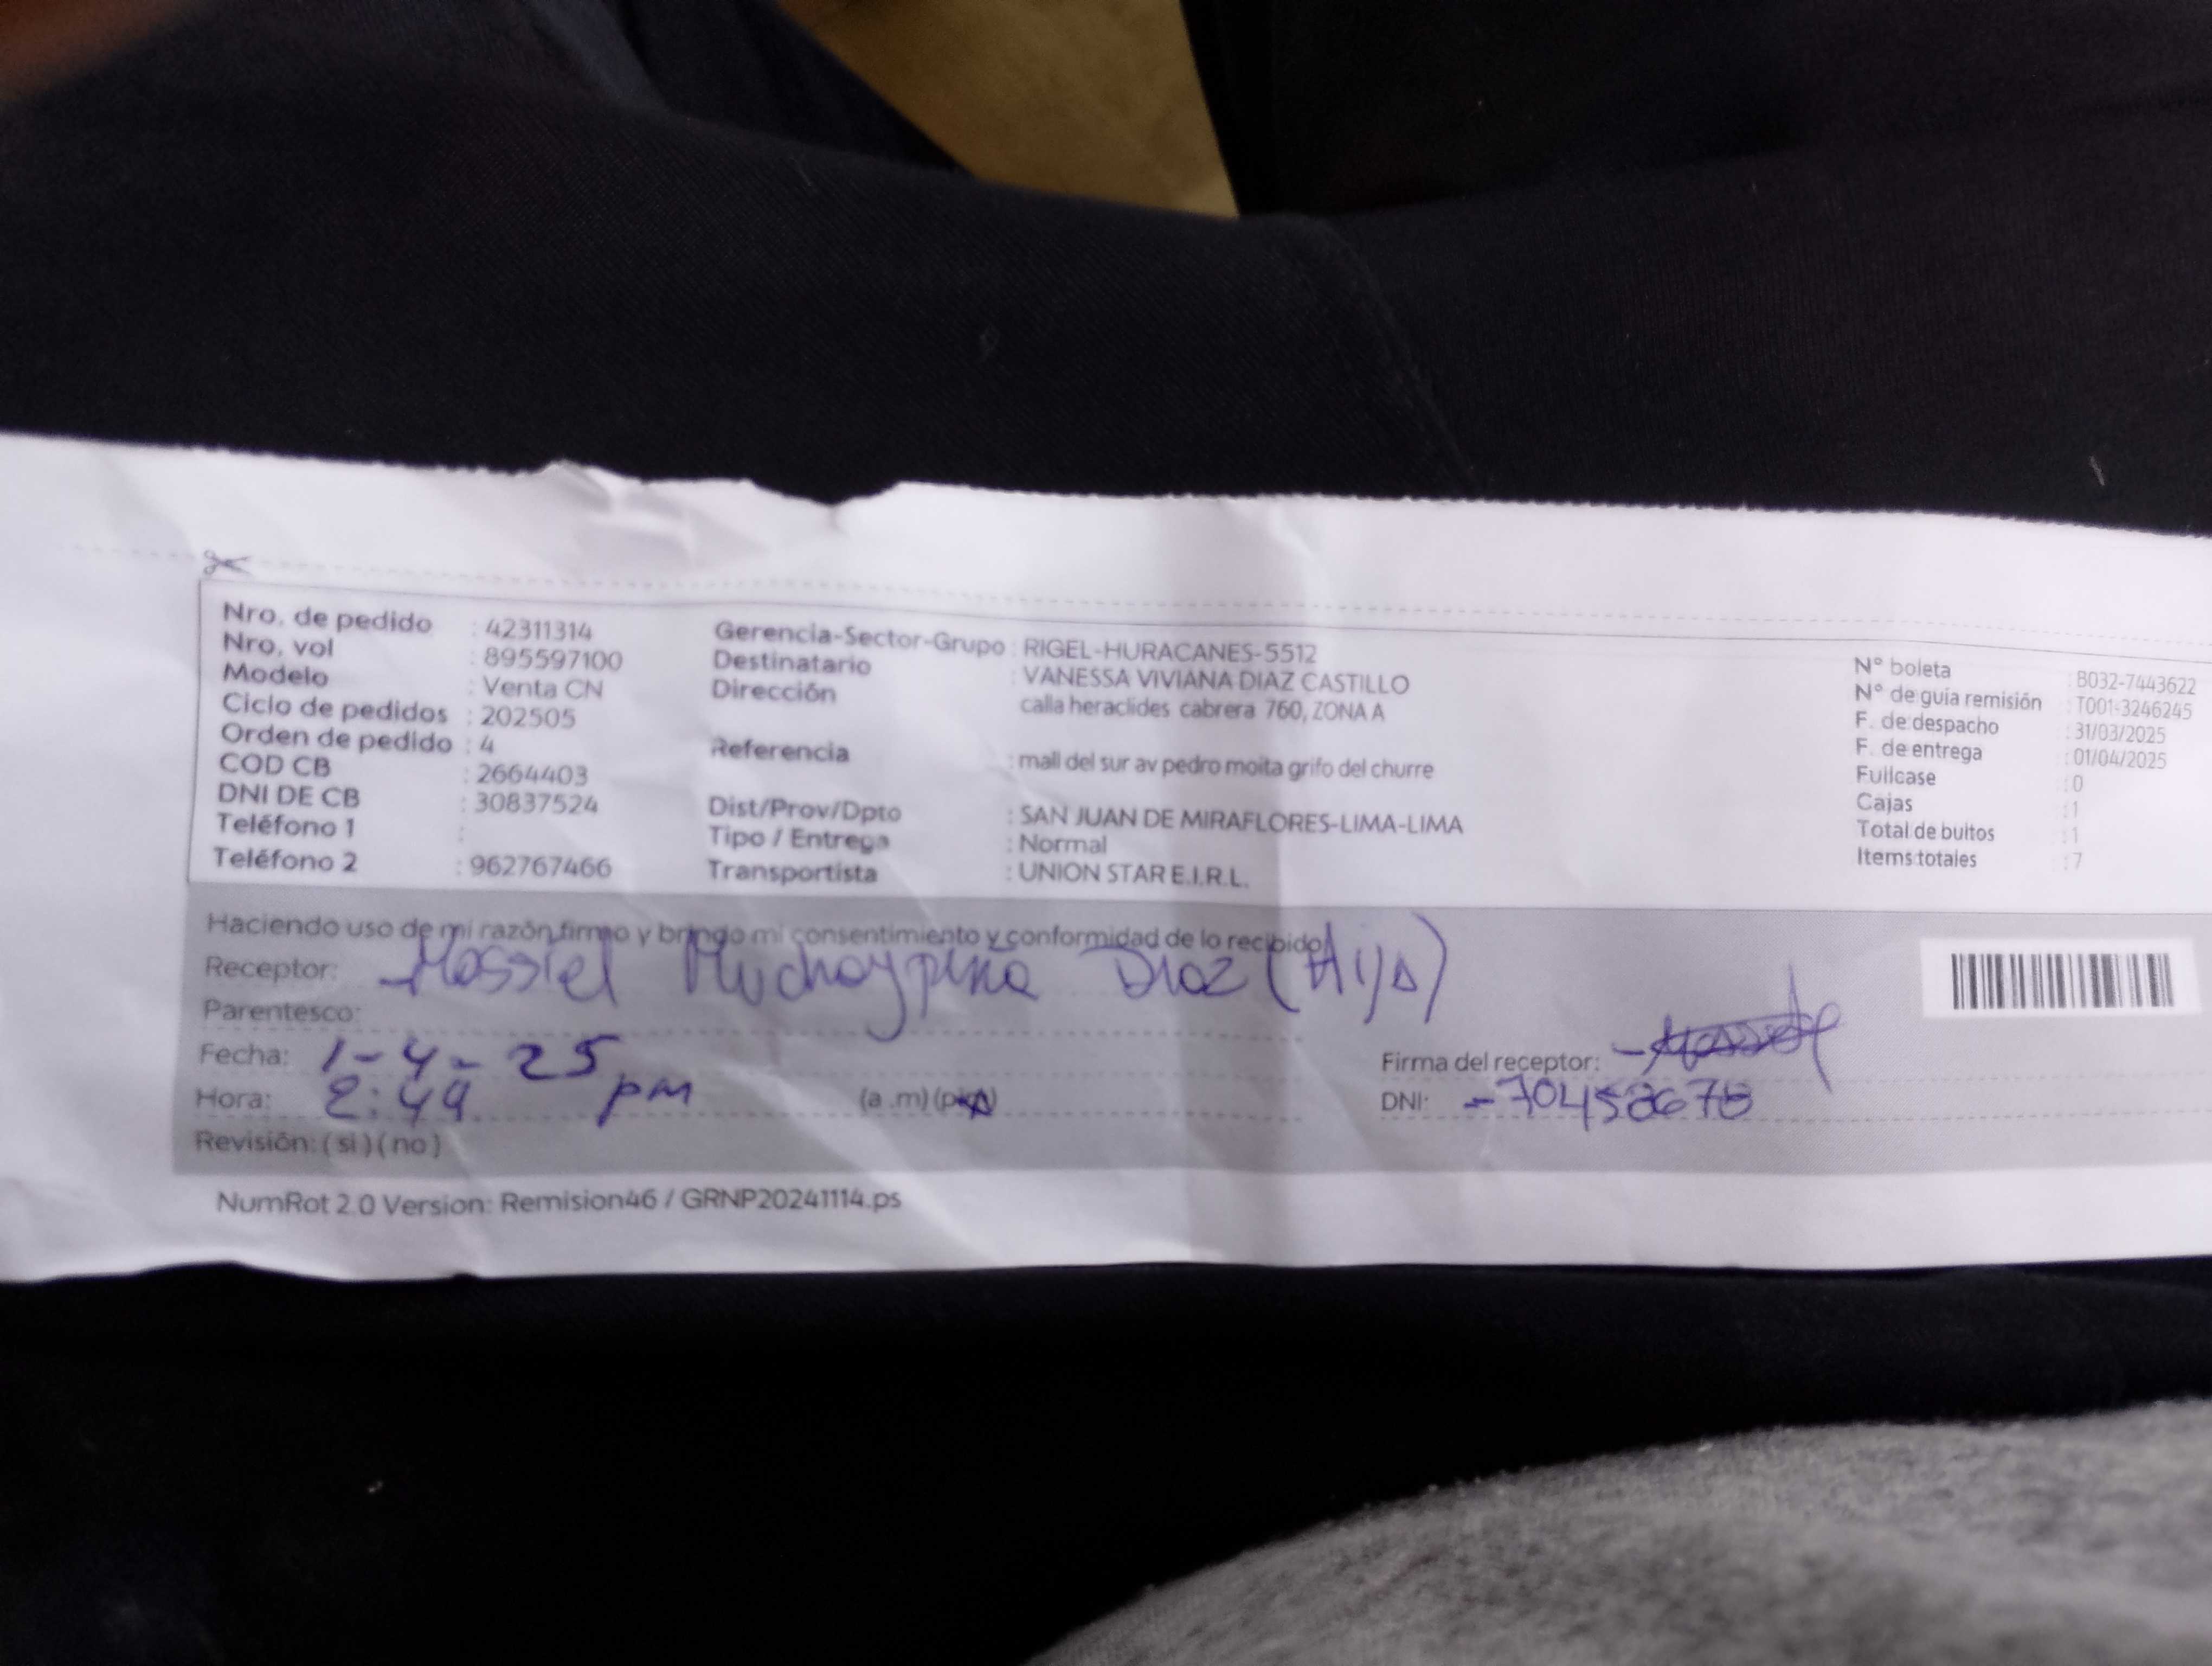 Nro. de pedido : 42311314
Nro. vol : 895597100
Modelo : Venta CN
Ciclo de pedidos : 202505
Orden de pedido : 4
COD CB : 2664403
DNI DE CB : 30837524
Teléfono 1 :
Teléfono 2 : 962767466
Gerencia-Sector-Grupo : RIGEL-HURACANES-5512
Destinatario : VANESSA VIVIANA DIAZ CASTILLO
Dirección calla heraclides cabrera 760, ZONA A
Referencia : mall del sur av pedro moita grifo del churre
Dist/Prov/Dpto : SAN JUAN DE MIRAFLORES-LIMA-LIMA
Tipo / Entrega : Normal
Transportista : UNION STAR E.I.R.L.
N° boleta : B032-7443622
N° de guia remisión : T001-3246245
F. de despacho : 31/03/2025
F. de entrega : 01/04/2025
Fullcase : 0
Cajas : 1
Total de bultos : 1
Items totales : 7
Haciendo uso de mi razón firmo y bringo mi consentimiento y conformidad de lo recibido
Receptor: Massiel Muchaypiña Diaz (Hija)
Parentesco:
Fecha: 1-4-25
Hora: 2:49 pm (a .m) (p.m)
Revisión: ( si ) ( no )
Firma del receptor:
DNI:
NumRot 2.0 Version: Remision46 / GRNP20241114.ps